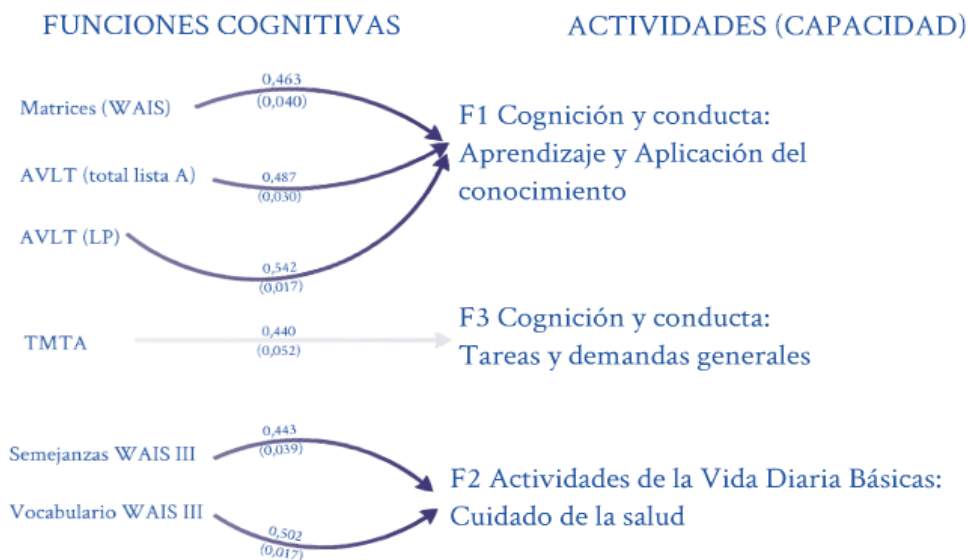 FUNCIONES COGNITIVAS
ACTIVIDADES (CAPACIDAD)
Matrices (WAIS)
0,463
(0,040)
AVLT (total lista A)
0,487
(0,030)
AVLT (LP)
0,542
(0,017)
F1 Cognición y conducta:
Aprendizaje y Aplicación del
conocimiento
TMTA
0,440
(0,052)
F3 Cognición y conducta:
Tareas y demandas generales
Semejanzas WAIS III
0,443
(0,039)
Vocabulario WAIS III
0,502
(0,017)
F2 Actividades de la Vida Diaria Básicas:
Cuidado de la salud